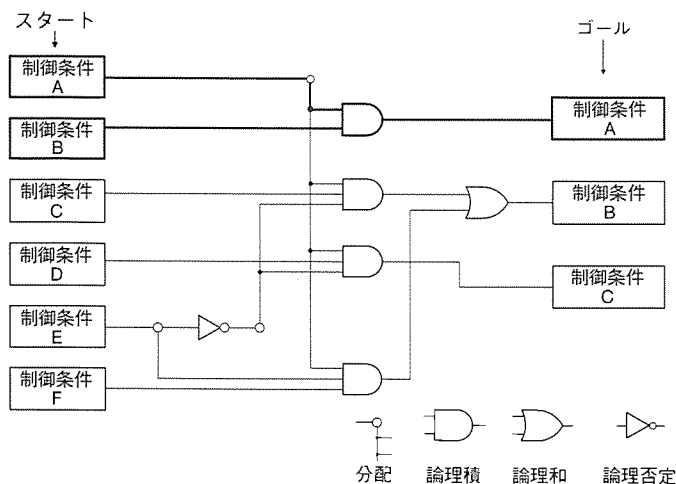 スタート
ゴール
制御条件
A
制御条件
B
制御条件
C
制御条件
D
制御条件
E
制御条件
F
制御条件
A
制御条件
B
制御条件
C
分配
論理積
論理和
論理否定